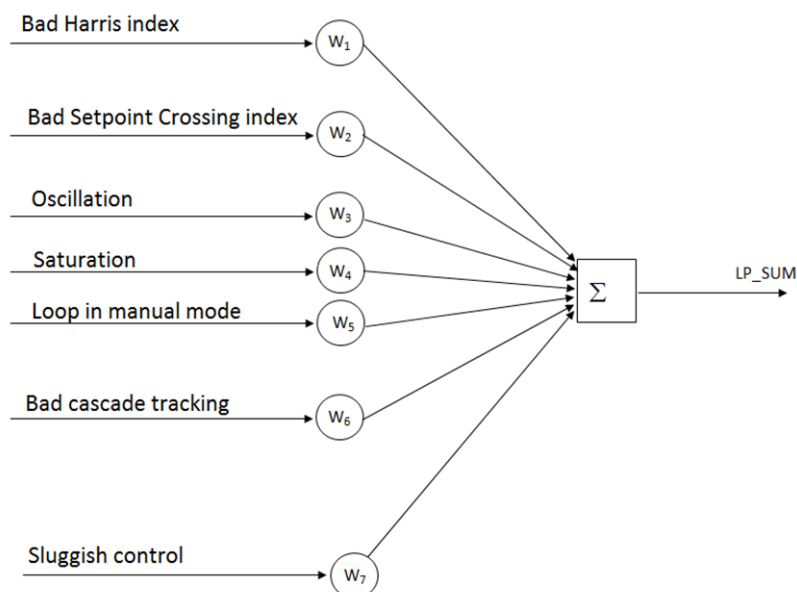 Bad Harris index
W₁
Bad Setpoint Crossing index
W₂
Oscillation
W₃
Saturation
W₄
Loop in manual mode
W₅
Bad cascade tracking
W₆
Sluggish control
W₇
Σ
LP_SUM